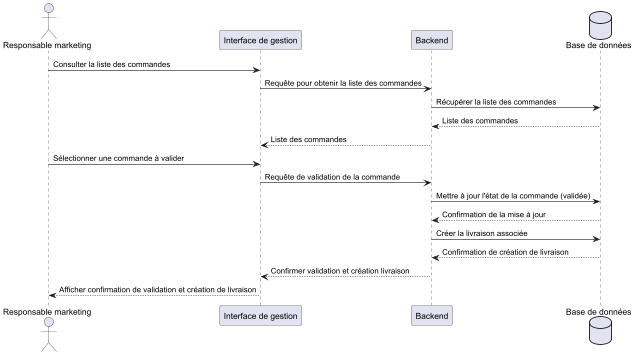 Responsable marketing
Interface de gestion
Backend
Base de données
Consulter la liste des commandes
Requête pour obtenir la liste des commandes
Récupérer la liste des commandes
Liste des commandes
Liste des commandes
Sélectionner une commande à valider
Requête de validation de la commande
Mettre à jour l'état de la commande (validée)
Confirmation de la mise à jour
Créer la livraison associée
Confirmation de création de livraison
Confirmer validation et création livraison
Afficher confirmation de validation et création de livraison
Responsable marketing
Interface de gestion
Backend
Base de données